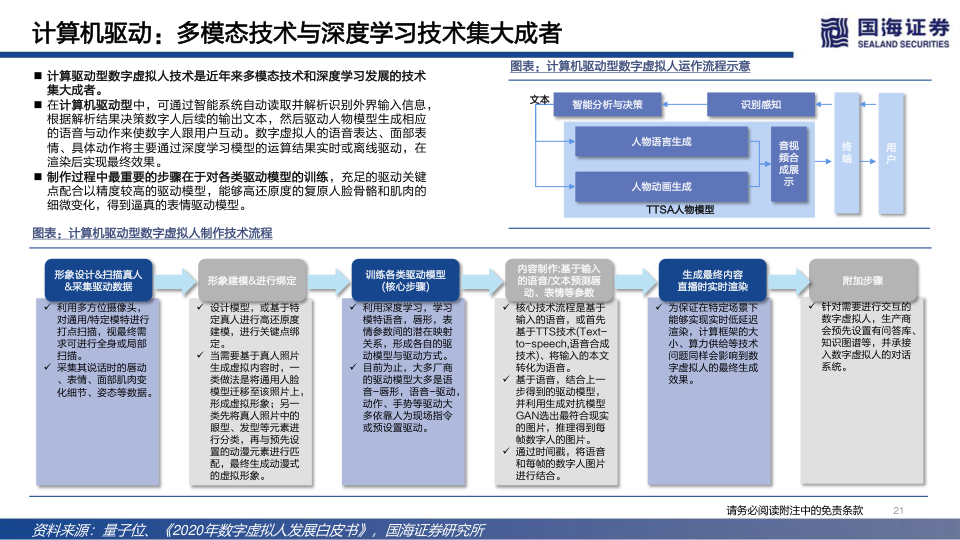 计算机驱动：多模态技术与深度学习技术集大成者
国海证券
SEALAND SECURITIES
■ 计算驱动型数字虚拟人技术是近年来多模态技术和深度学习发展的技术
集大成者。
■ 在计算机驱动型中，可通过智能系统自动读取并解析识别外界输入信息，
根据解析结果决策数字人后续的输出文本，然后驱动人物模型生成相应
的语音与动作来使数字人跟用户互动。数字虚拟人的语音表达、面部表
情、具体动作将主要通过深度学习模型的运算结果实时或离线驱动，在
渲染后实现最终效果。
■ 制作过程中最重要的步骤在于对各类驱动模型的训练，充足的驱动关键
点配合以精度较高的驱动模型，能够高还原度的复原人脸骨骼和肌肉的
细微变化，得到逼真的表情驱动模型。
图表：计算机驱动型数字虚拟人运作流程示意
文本
智能分析与决策
识别感知
人物语言生成
人物动画生成
音视
频合
成展
示
终
端
用
户
TTSA人物模型
图表：计算机驱动型数字虚拟人制作技术流程
形象设计&扫描真人
&采集驱动数据
✓ 利用多方位摄像头，
对通用/特定模特进行
打点扫描，视最终需
求可进行全身或局部
扫描。
✓ 采集其说话时的唇动
、表情、面部肌肉变
化细节、姿态等数据。
形象建模&进行绑定
✓ 设计模型，或基于特
定真人进行高还原度
建模，进行关键点绑
定。
✓ 当需要基于真人照片
生成虚拟内容时，一
类做法是将通用人脸
模型迁移至该照片上，
形成虚拟形象；另一
类先将真人照片中的
眼型、发型等元素进
行分类，再与预先设
置的动漫元素进行匹
配，最终生成动漫式
的虚拟形象。
训练各类驱动模型
(核心步骤)
✓ 利用深度学习，学习
模特语音，唇形，表
情参数间的潜在映射
关系，形成各自的驱
动模型与驱动方式。
✓ 目前为止，大多厂商
的驱动模型大多是语
音-唇形，语音-驱动，
动作、手势等驱动大
多依靠人为现场指令
或预设置驱动。
内容制作:基于输入
的语音/文本预测唇
动、表情等参数
✓ 核心技术流程是基于
输入的语音，或首先
基于TTS技术(Text-
to-speech,语音合成
技术)、将输入的本文
转化为语音。
✓ 基于语音，结合上一
步得到的驱动模型，
并利用生成对抗模型
GAN选出最符合现实
的图片，推理得到每
帧数字人的图片。
✓ 通过时间戳，将语音
和每帧的数字人图片
进行结合。
生成最终内容
直播时实时渲染
✓ 为保证在特定场景下
能够实现实时低延迟
渲染，计算框架的大
小、算力供给等技术
问题同样会影响到数
字虚拟人的最终生成
效果。
附加步骤
✓ 针对需要进行交互的
数字虚拟人，生产商
会预先设置有问答库、
知识图谱等，并承接
入数字虚拟人的对话
系统。
请务必阅读附注中的免责条款
21
资料来源：量子位、《2020年数字虚拟人发展白皮书》，国海证券研究所